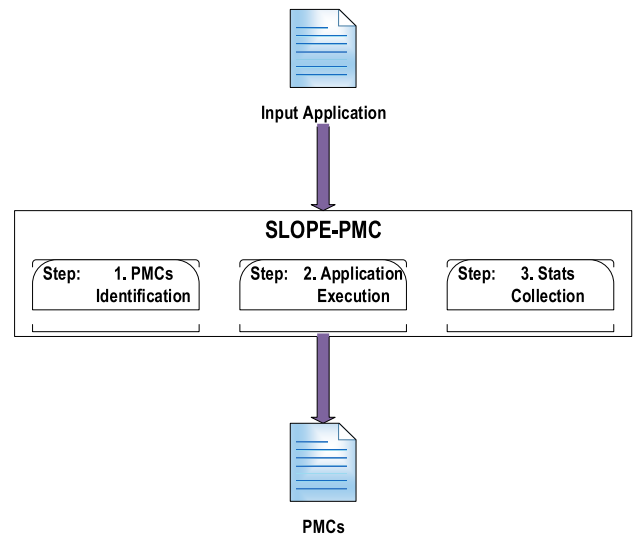 Input Application
SLOPE-PMC
Step: 1. PMCs
Identification
Step: 2. Application
Execution
Step: 3. Stats
Collection
PMCs